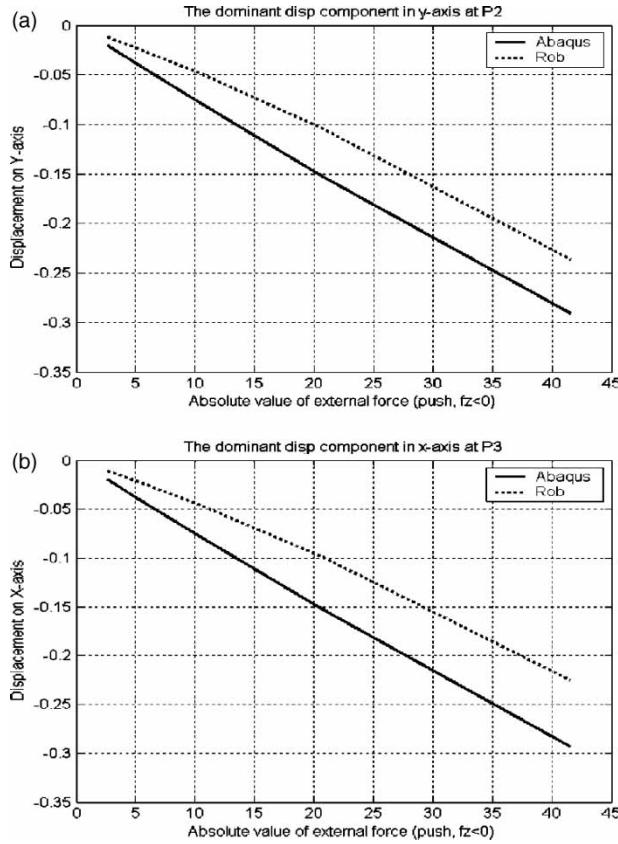 (a)
The dominant disp component in y-axis at P2
Abaqus
Rob
0
-0.05
-0.1
-0.15
-0.2
-0.25
-0.3
-0.35
Displacement on Y-axis
0 5 10 15 20 25 30 35 40 45
Absolute value of external force (push, fz<0)
(b)
The dominant disp component in x-axis at P3
Abaqus
Rob
0
-0.05
-0.1
-0.15
-0.2
-0.25
-0.3
-0.35
Displacement on X-axis
0 5 10 15 20 25 30 35 40 45
Absolute value of external force (push, fz<0)